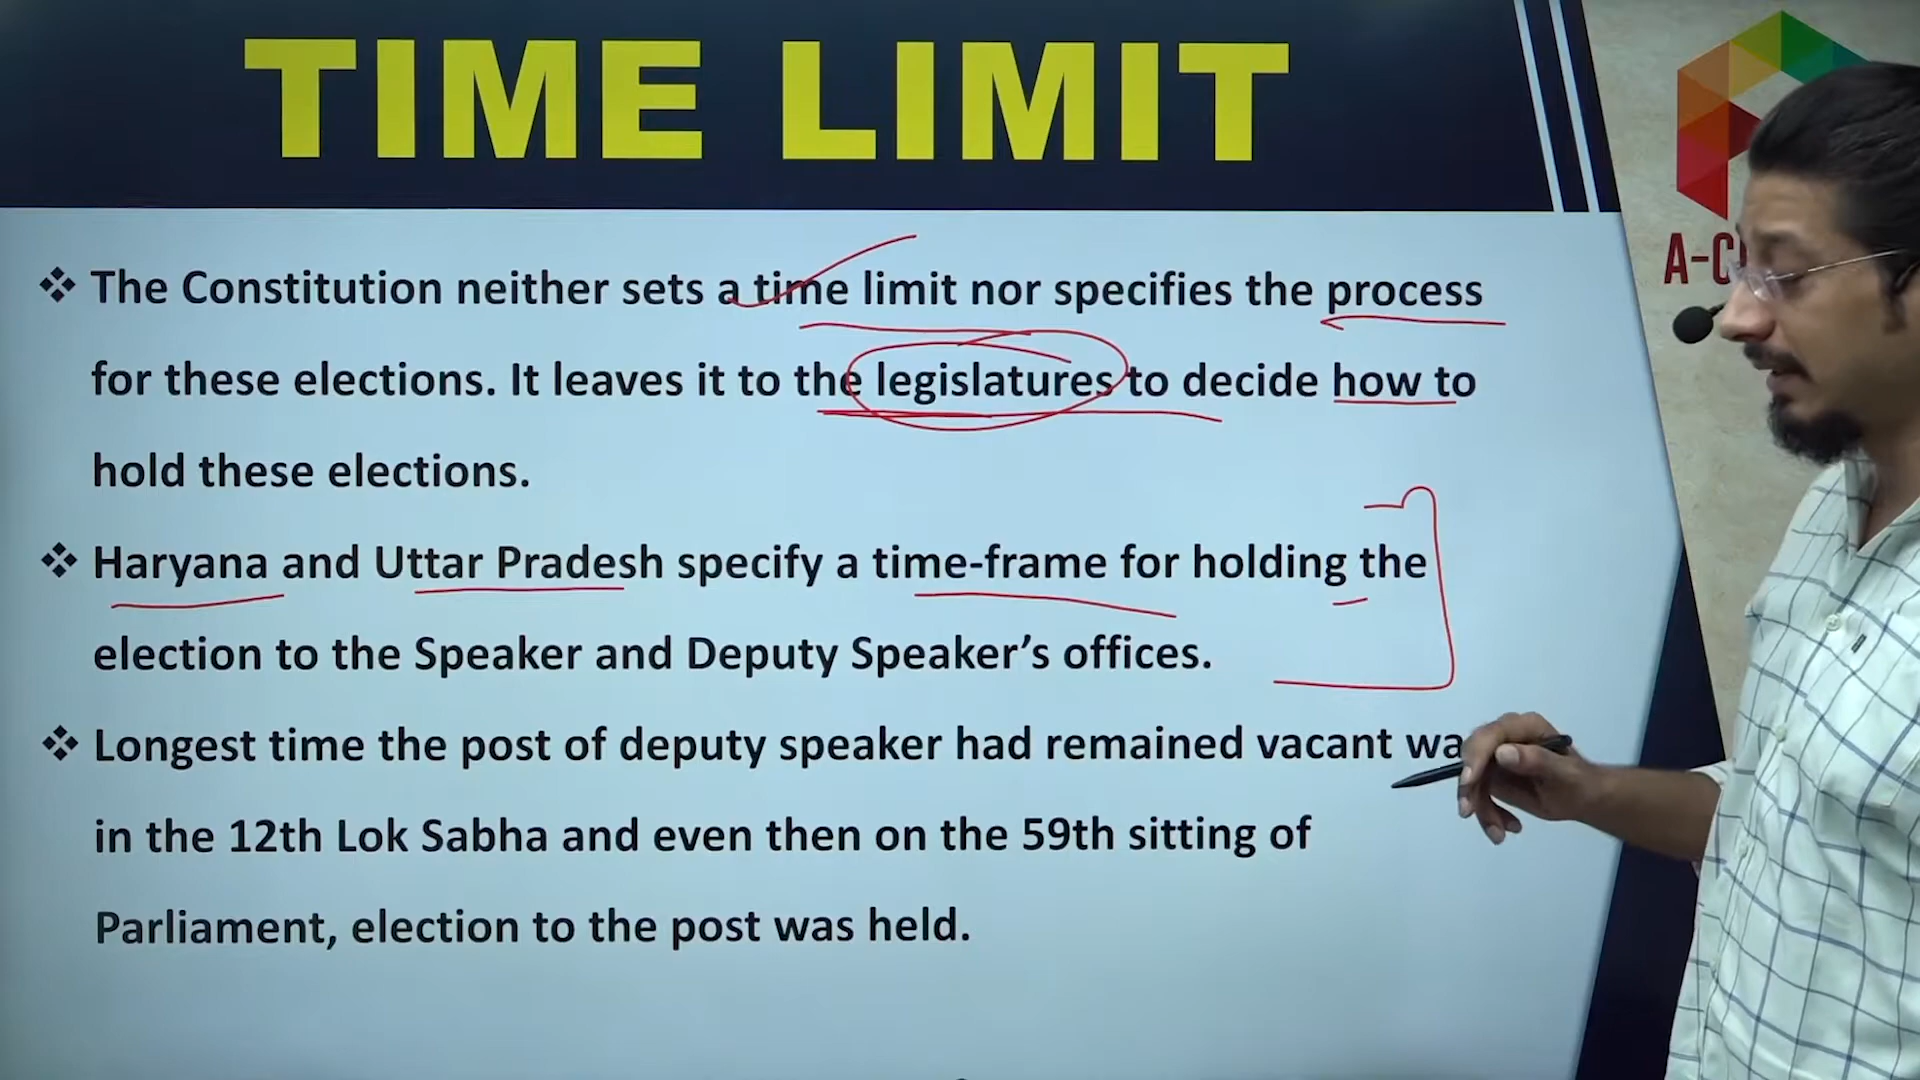 TIME LIMIT
A-C
The Constitution neither sets a time limit nor specifies the process
for these elections. It leaves it to the legislatures to decide how to
hold these elections.
Haryana and Uttar Pradesh specify a time-frame for holding the
election to the Speaker and Deputy Speaker’s offices.
Longest time the post of deputy speaker had remained vacant wa
in the 12th Lok Sabha and even then on the 59th sitting of
Parliament, election to the post was held.